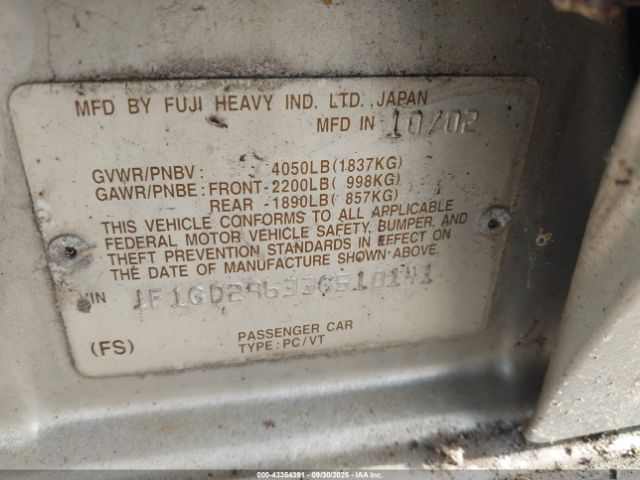 MFD BY FUJI HEAVY IND. LTD. JAPAN
MFD IN 10/02
GVWR/PNBV : 4050LB(1837KG)
GAWR/PNBE : FRONT-2200LB( 998KG)
REAR -1890LB( 857KG)
THIS VEHICLE CONFORMS TO ALL APPLICABLE
FEDERAL MOTOR VEHICLE SAFETY, BUMPER, AND
THEFT PREVENTION STANDARDS IN EFFECT ON
THE DATE OF MANUFACTURE SHOWN ABOVE.
VIN JF1GD29633G510141
(FS) PASSENGER CAR
TYPE : PC/VT
000-43354391 - 09/30/2025 - IAA Inc.